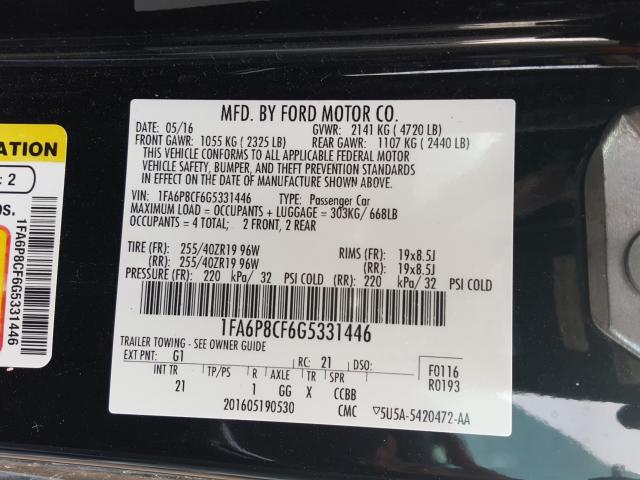 MFD. BY FORD MOTOR CO.
DATE: 05/16 GVWR: 2141 KG ( 4720 LB)
FRONT GAWR: 1055 KG ( 2325 LB) REAR GAWR: 1107 KG ( 2440 LB)
THIS VEHICLE CONFORMS TO ALL APPLICABLE FEDERAL MOTOR
VEHICLE SAFETY, BUMPER, AND THEFT PREVENTION STANDARDS
IN EFFECT ON THE DATE OF MANUFACTURE SHOWN ABOVE.
VIN: 1FA6P8CF6G5331446 TYPE: Passenger Car
MAXIMUM LOAD = OCCUPANTS + LUGGAGE = 303KG/ 668LB
OCCUPANTS = 4 TOTAL: 2 FRONT, 2 REAR
TIRE (FR): 255/40ZR19 96W RIMS (FR): 19x8.5J
(RR): 255/40ZR19 96W (RR): 19x8.5J
PRESSURE (FR): 220 kPa/ 32 PSI COLD (RR): 220 kPa/ 32 PSI COLD
1FA6P8CF6G5331446
TRAILER TOWING - SEE OWNER GUIDE
EXT PNT: G1 RC: 21 DSO: F0116
R0193
INT TR TP/PS R AXLE TR SPR
21 1 GG X CCBB
201605190530 CMC ▽5U5A-5420472-AA
ATION
: 2
os.
1FA6P8CF6G5331446